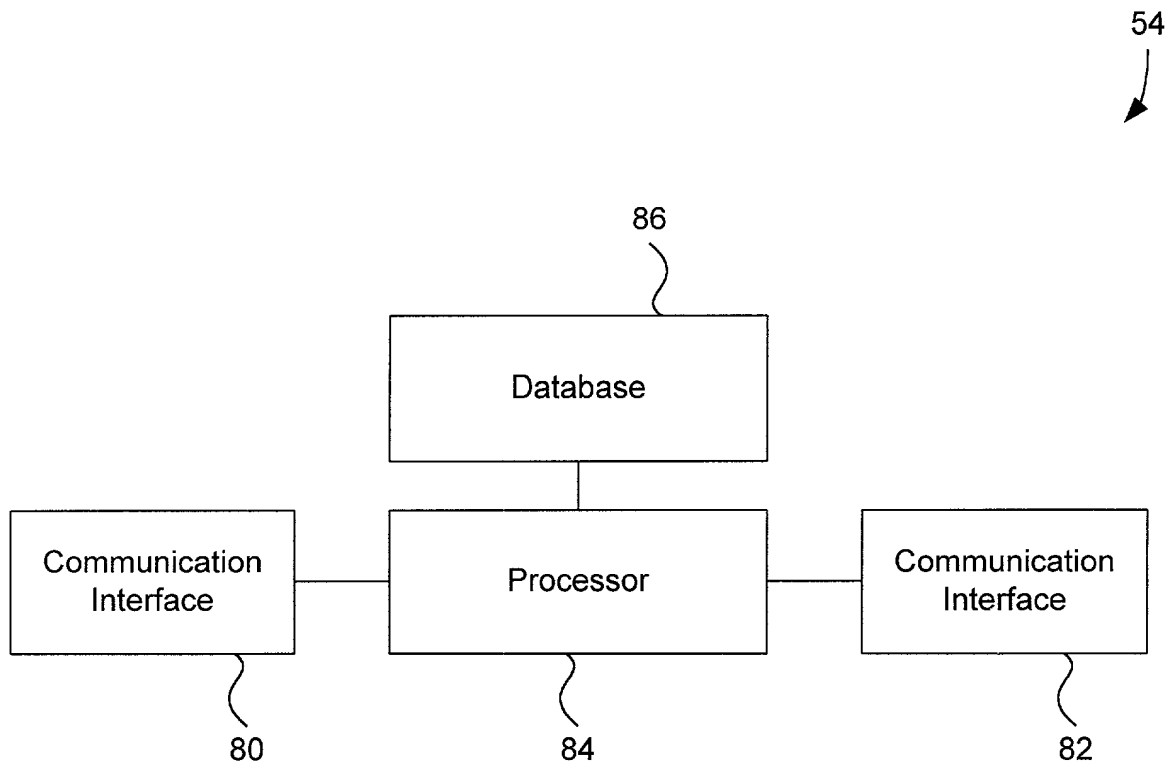 54
86
Database
Communication
Interface
Processor
Communication
Interface
80
84
82